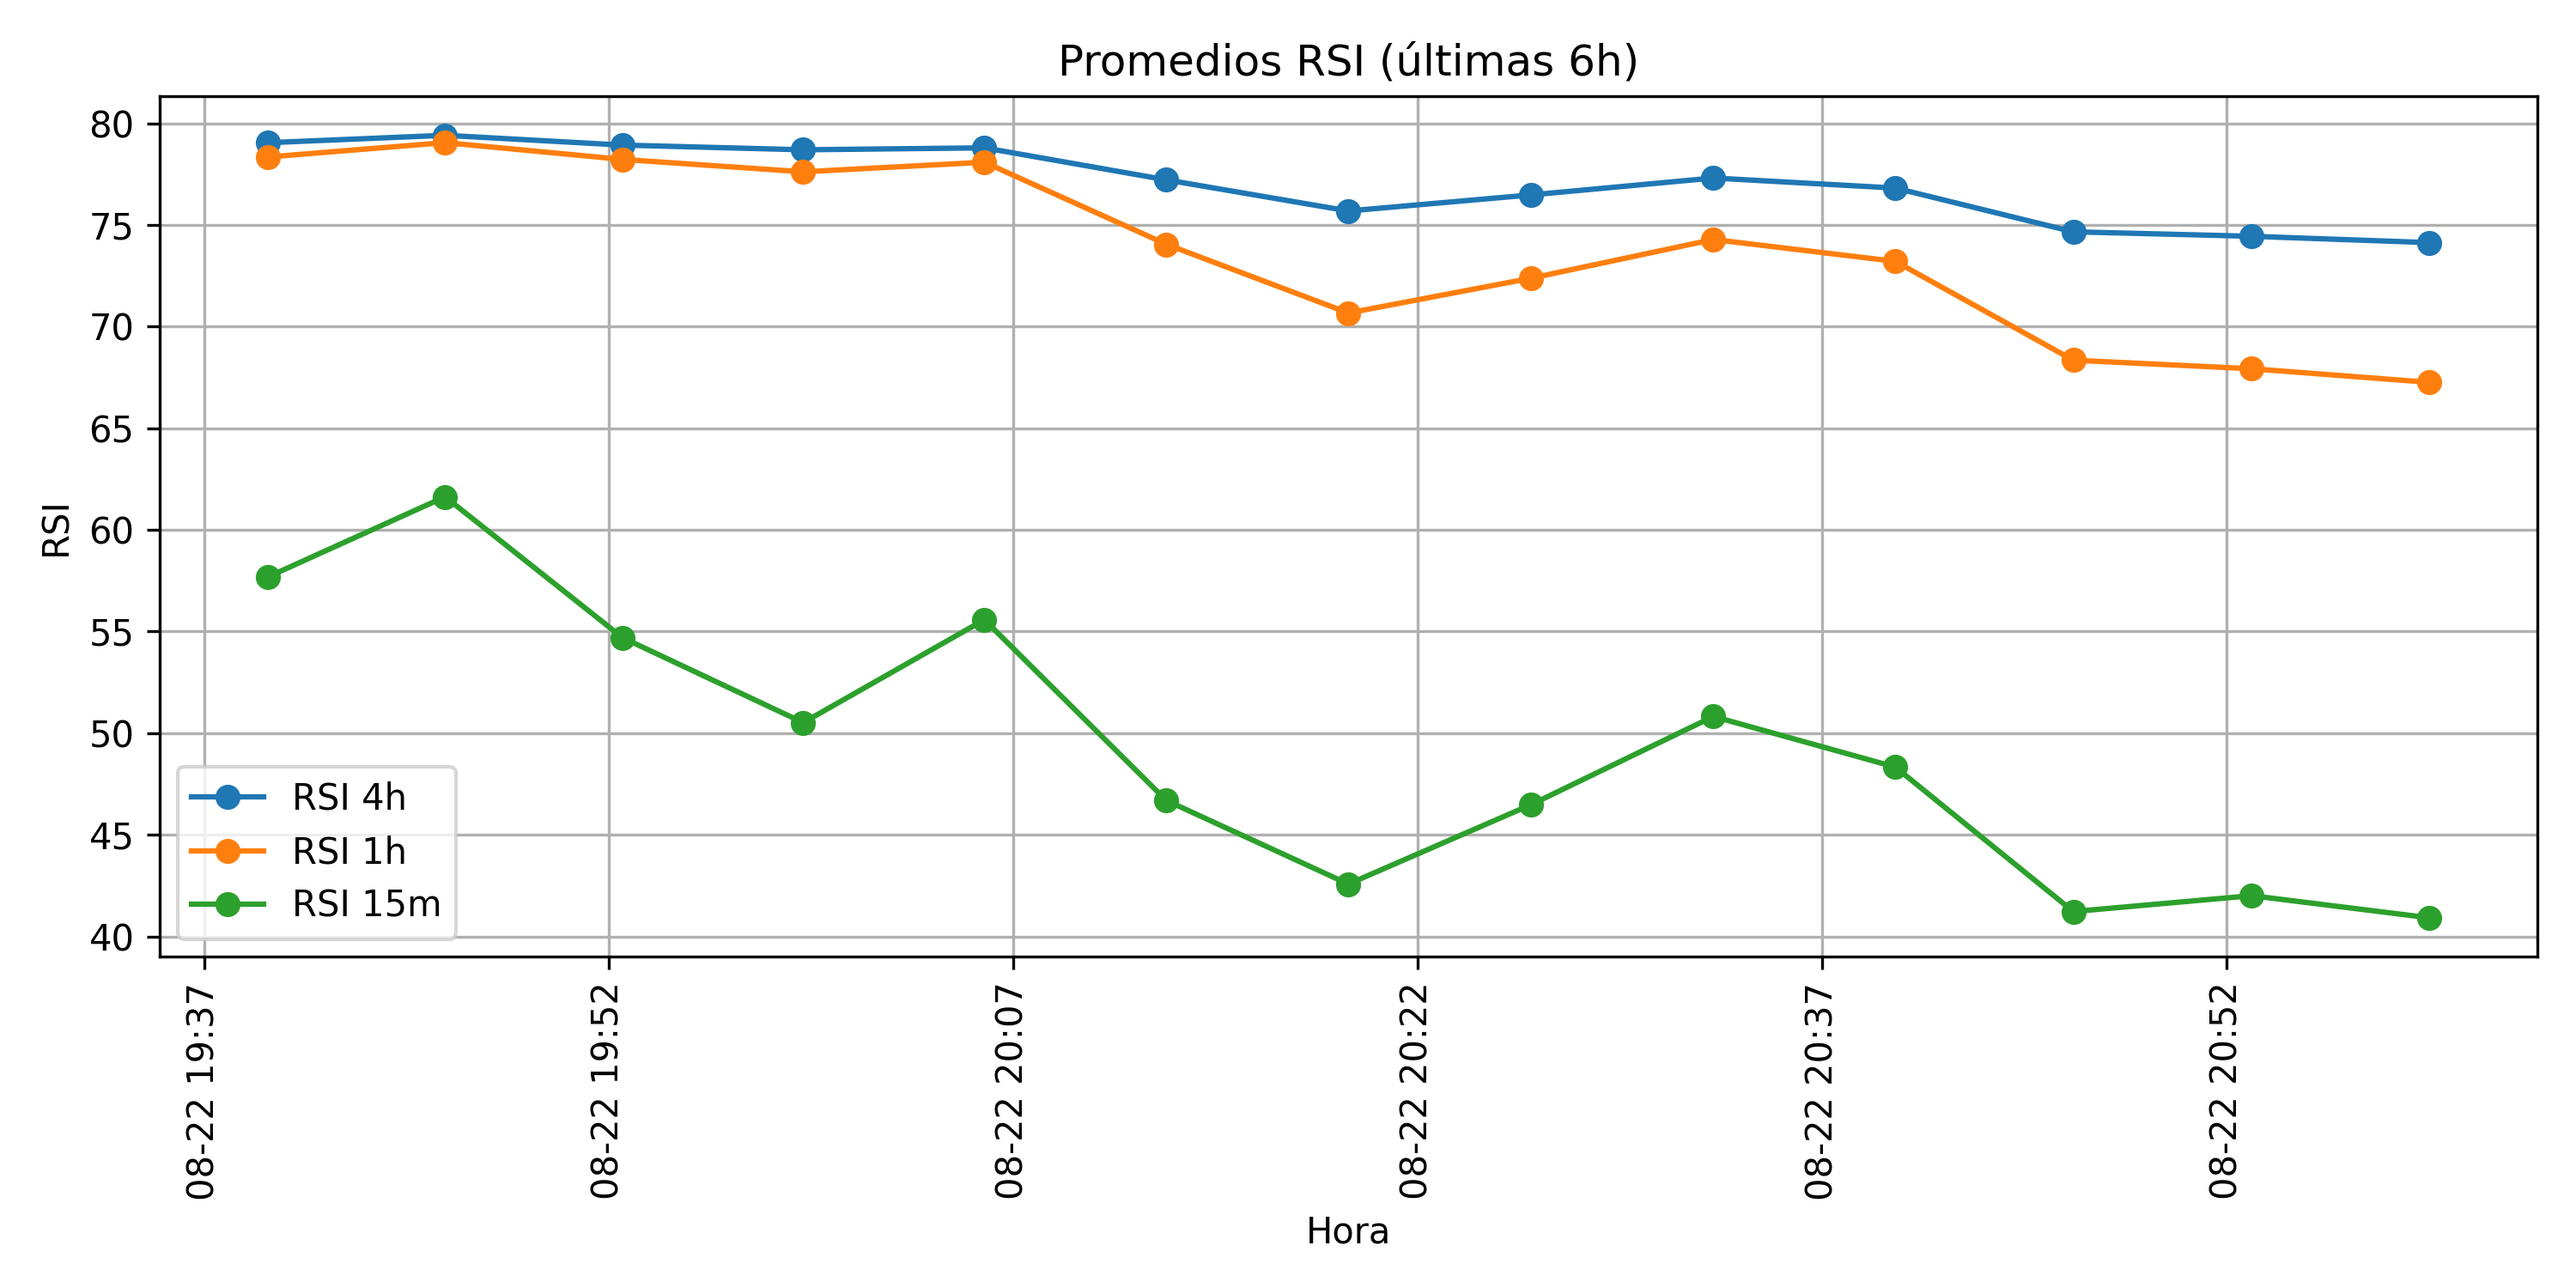 Promedios RSI (últimas 6h)
RSI
80
75
70
65
60
55
50
45
40
RSI 4h
RSI 1h
RSI 15m
08-22 19:37
08-22 19:52
08-22 20:07
08-22 20:22
08-22 20:37
08-22 20:52
Hora